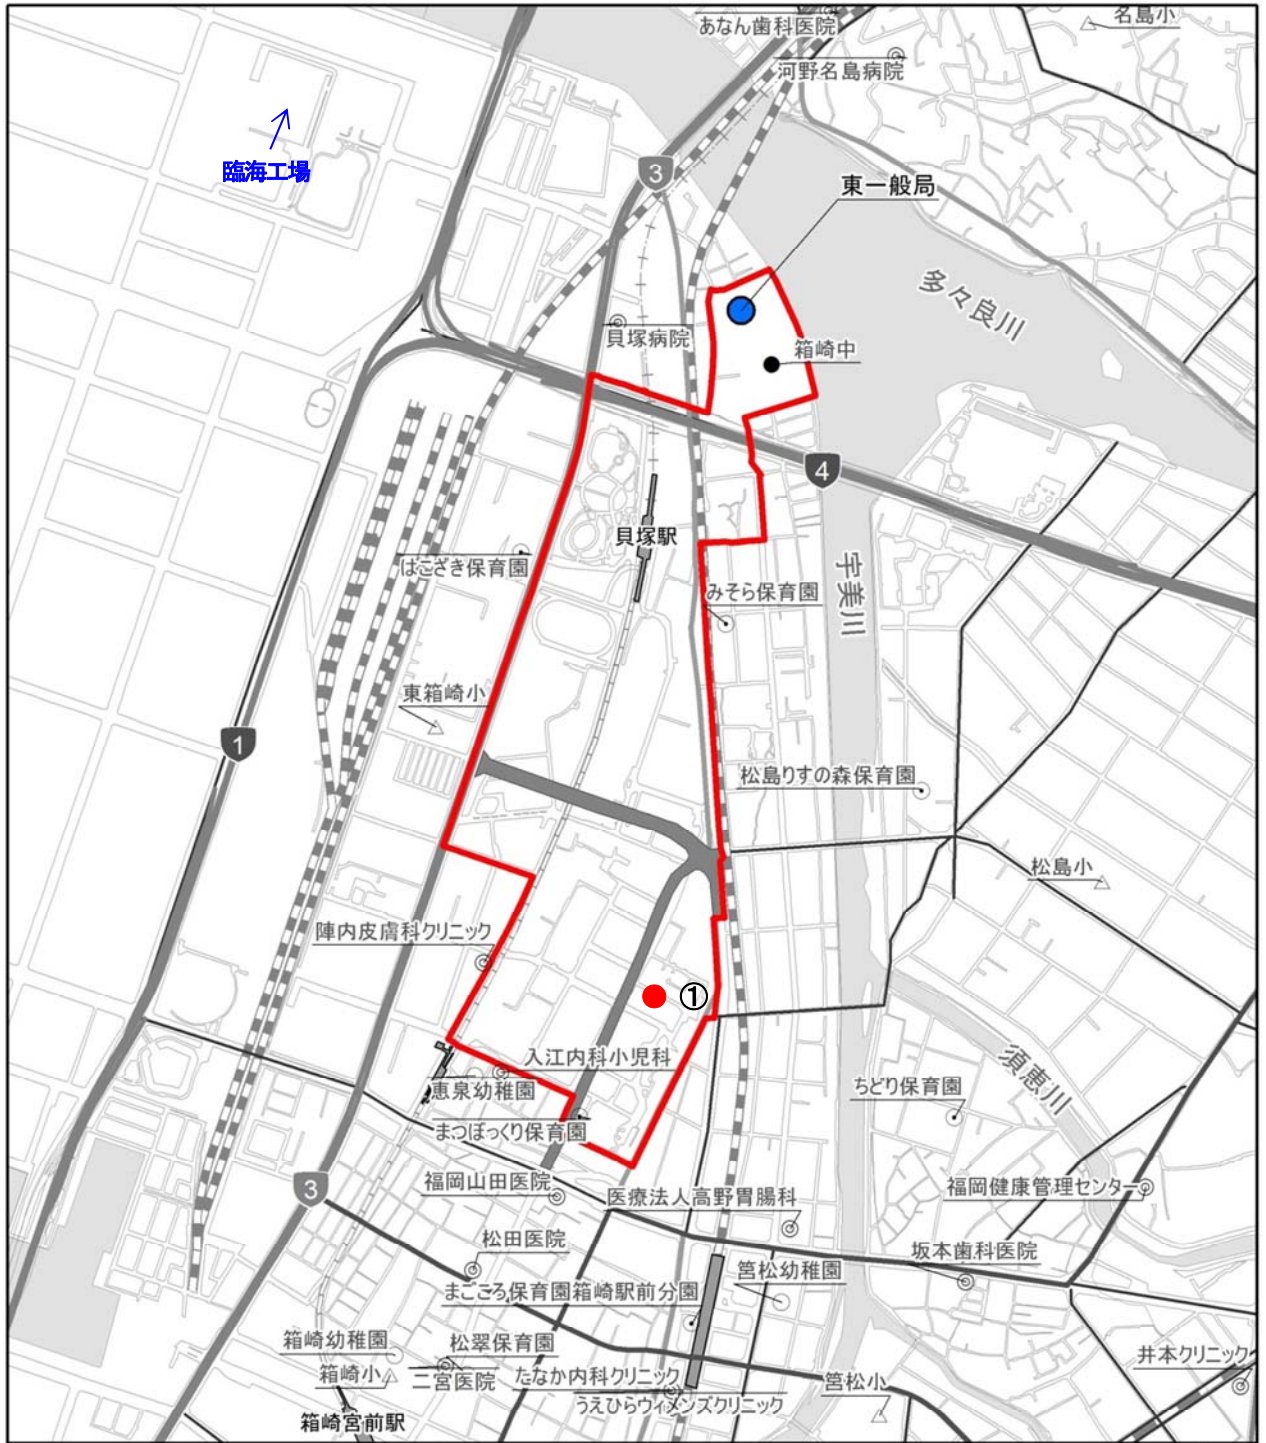 あなん歯科医院
名島小
河野名島病院
臨海工場
3
東一般局
多々良川
貝塚病院
箱崎中
4
貝塚駅
はこざき保育園
宇美川
みそら保育園
東箱崎小
1
松島りすの森保育園
松島小
陣内皮膚科クリニック
①
入江内科小児科
須恵川
恵泉幼稚園
ちどり保育園
まつぼっくり保育園
福岡山田医院
3
医療法人高野胃腸科
福岡健康管理センター
松田医院
坂本歯科医院
筥松幼稚園
まごころ保育園箱崎駅前分園
箱崎幼稚園
松翠保育園
井本クリニック
箱崎小
二宮医院
たなか内科クリニック
筥松小
うえひらウィメンズクリニック
箱崎宮前駅